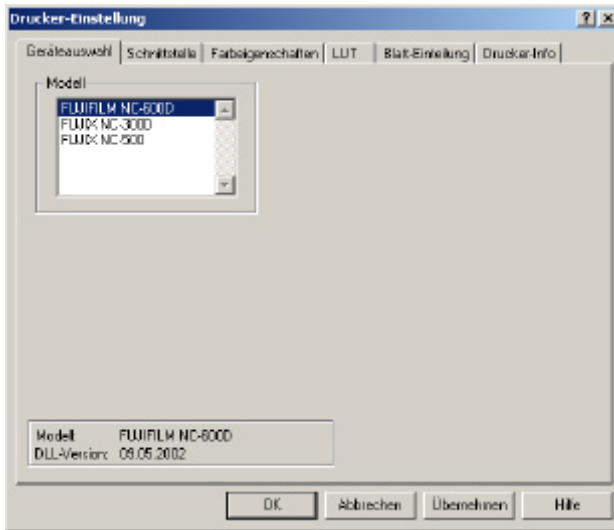 Drucker-Einstellung
Geräteauswahl Schnittstelle Farbeigenschaften LUT Blatt-Einteilung Drucker-Info
Modell
FUJIFILM NC-600D
FUJIX NC-300D
FUJIX NC-500
Modell: FUJIFILM NC-600D
DLL-Version: 09.05.2002
OK Abbrechen Übernehmen Hilfe